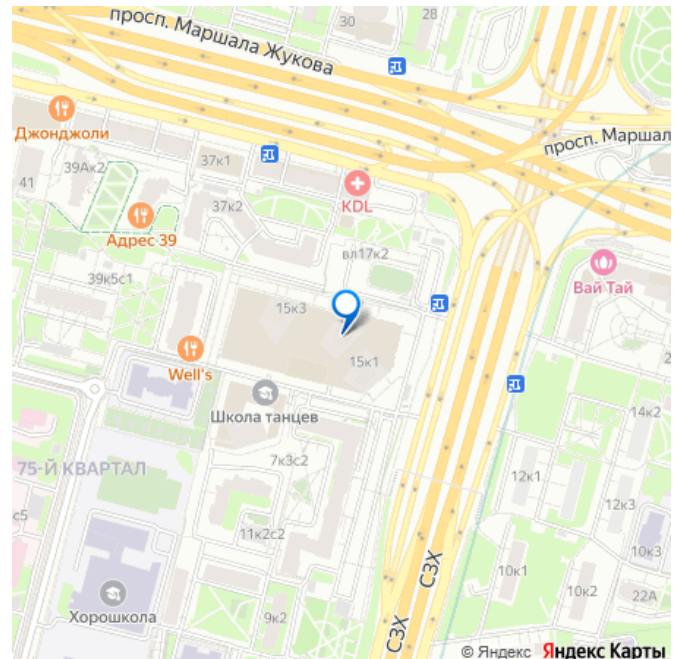 30
28
просп. Маршала Жукова
Джонджоли
просп. Маршал
39Ак2
37к1
41
KDL
37к2
Адрес 39
вл17к2
Вай Тай
39к5с1
15к3
2
15к1
Well's
Школа танцев
14к2
75-Й КВАРТАЛ
7к3с2
12к1
12к3
с5
11к2с2
10к3
СЗХ
10к1
Хорошкола
10к2
22А
9к2
СЗХ
© Яндекс Яндекс Карты